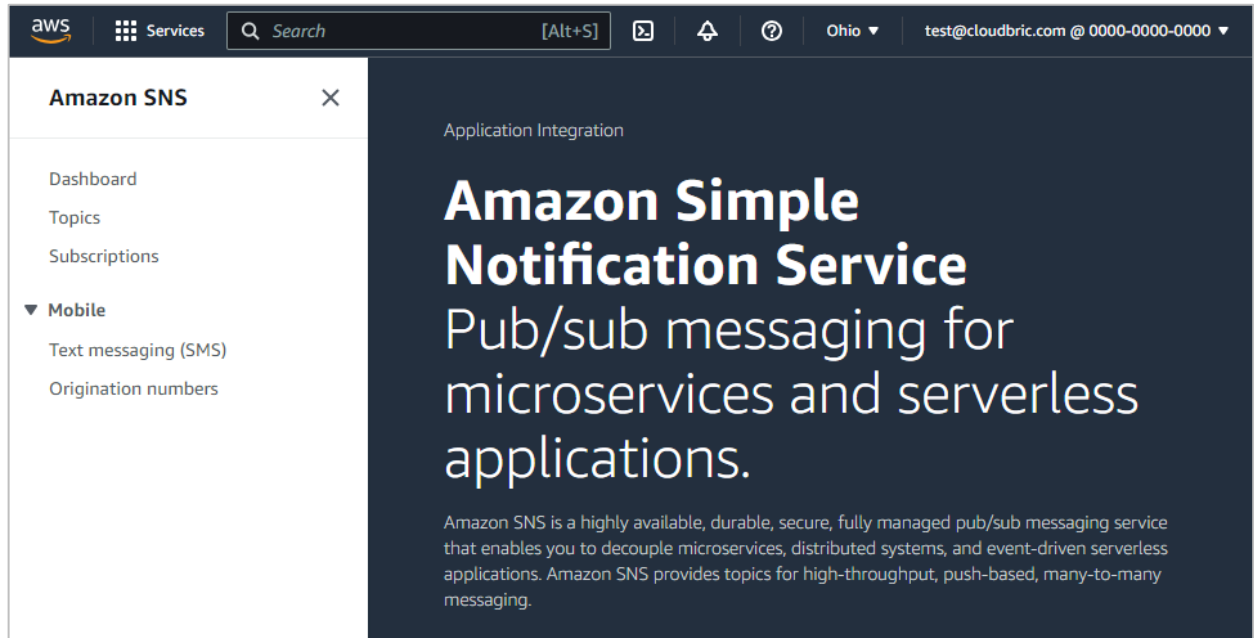 aws Services Search [Alt+S] Ohio test@cloudbric.com @ 0000-0000-0000
Amazon SNS
Dashboard
Topics
Subscriptions
Mobile
Text messaging (SMS)
Origination numbers
Application Integration
Amazon Simple
Notification Service
Pub/sub messaging for
microservices and serverless
applications.
Amazon SNS is a highly available, durable, secure, fully managed pub/sub messaging service
that enables you to decouple microservices, distributed systems, and event-driven serverless
applications. Amazon SNS provides topics for high-throughput, push-based, many-to-many
messaging.